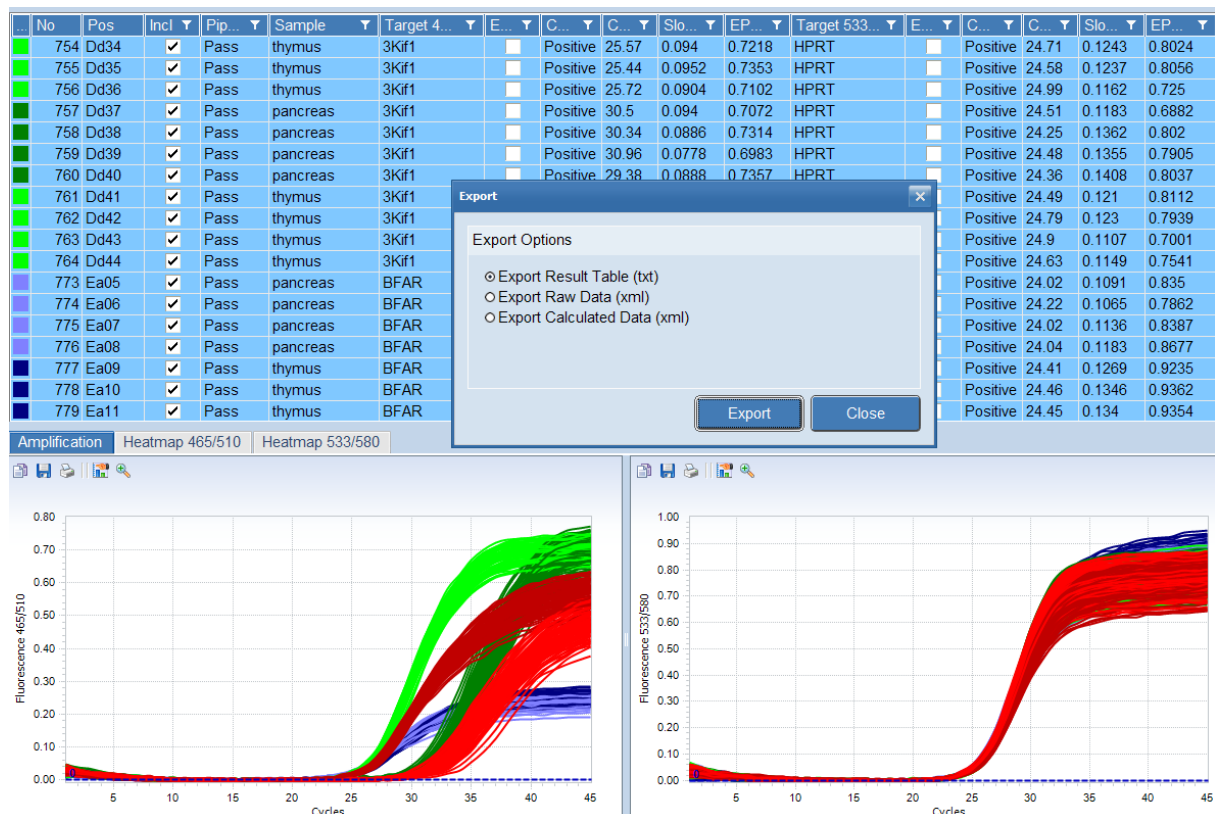 ... No Pos Incl Pip... Sample Target 4... E... C... C... Slo... EP... Target 533... E... C... C... Slo... EP...
754 Dd34 Pass thymus 3Kif1 Positive 25.57 0.094 0.7218 HPRT Positive 24.71 0.1243 0.8024
755 Dd35 Pass thymus 3Kif1 Positive 25.44 0.0952 0.7353 HPRT Positive 24.58 0.1237 0.8056
756 Dd36 Pass thymus 3Kif1 Positive 25.72 0.0904 0.7102 HPRT Positive 24.99 0.1162 0.725
757 Dd37 Pass pancreas 3Kif1 Positive 30.5 0.094 0.7072 HPRT Positive 24.51 0.1183 0.6882
758 Dd38 Pass pancreas 3Kif1 Positive 30.34 0.0886 0.7314 HPRT Positive 24.25 0.1362 0.802
759 Dd39 Pass pancreas 3Kif1 Positive 30.96 0.0778 0.6983 HPRT Positive 24.48 0.1355 0.7905
760 Dd40 Pass pancreas 3Kif1 Positive 29.38 0.0888 0.7357 HPRT Positive 24.36 0.1408 0.8037
761 Dd41 Pass thymus 3Kif1 Positive 24.49 0.121 0.8112
762 Dd42 Pass thymus 3Kif1 Positive 24.79 0.123 0.7939
763 Dd43 Pass thymus 3Kif1 Positive 24.9 0.1107 0.7001
764 Dd44 Pass thymus 3Kif1 Positive 24.63 0.1149 0.7541
773 Ea05 Pass pancreas BFAR Positive 24.02 0.1091 0.835
774 Ea06 Pass pancreas BFAR Positive 24.22 0.1065 0.7862
775 Ea07 Pass pancreas BFAR Positive 24.02 0.1136 0.8387
776 Ea08 Pass pancreas BFAR Positive 24.04 0.1183 0.8677
777 Ea09 Pass thymus BFAR Positive 24.41 0.1269 0.9235
778 Ea10 Pass thymus BFAR Positive 24.46 0.1346 0.9362
779 Ea11 Pass thymus BFAR Positive 24.45 0.134 0.9354
Export
Export Options
Export Result Table (txt)
Export Raw Data (xml)
Export Calculated Data (xml)
Export Close
Amplification Heatmap 465/510 Heatmap 533/580
Fluorescence 465/510
0.80
0.70
0.60
0.50
0.40
0.30
0.20
0.10
0.00
0
5 10 15 20 25 30 35 40 45
Cycles
Fluorescence 533/580
1.00
0.90
0.80
0.70
0.60
0.50
0.40
0.30
0.20
0.10
0.00
0
5 10 15 20 25 30 35 40 45
Cycles